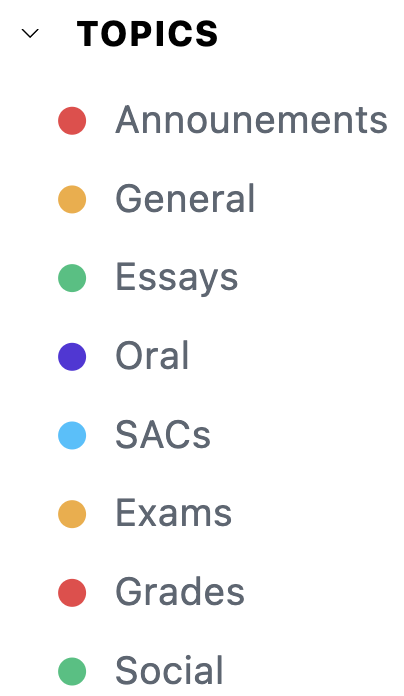 TOPICS
Announements
General
Essays
Oral
SACs
Exams
Grades
Social